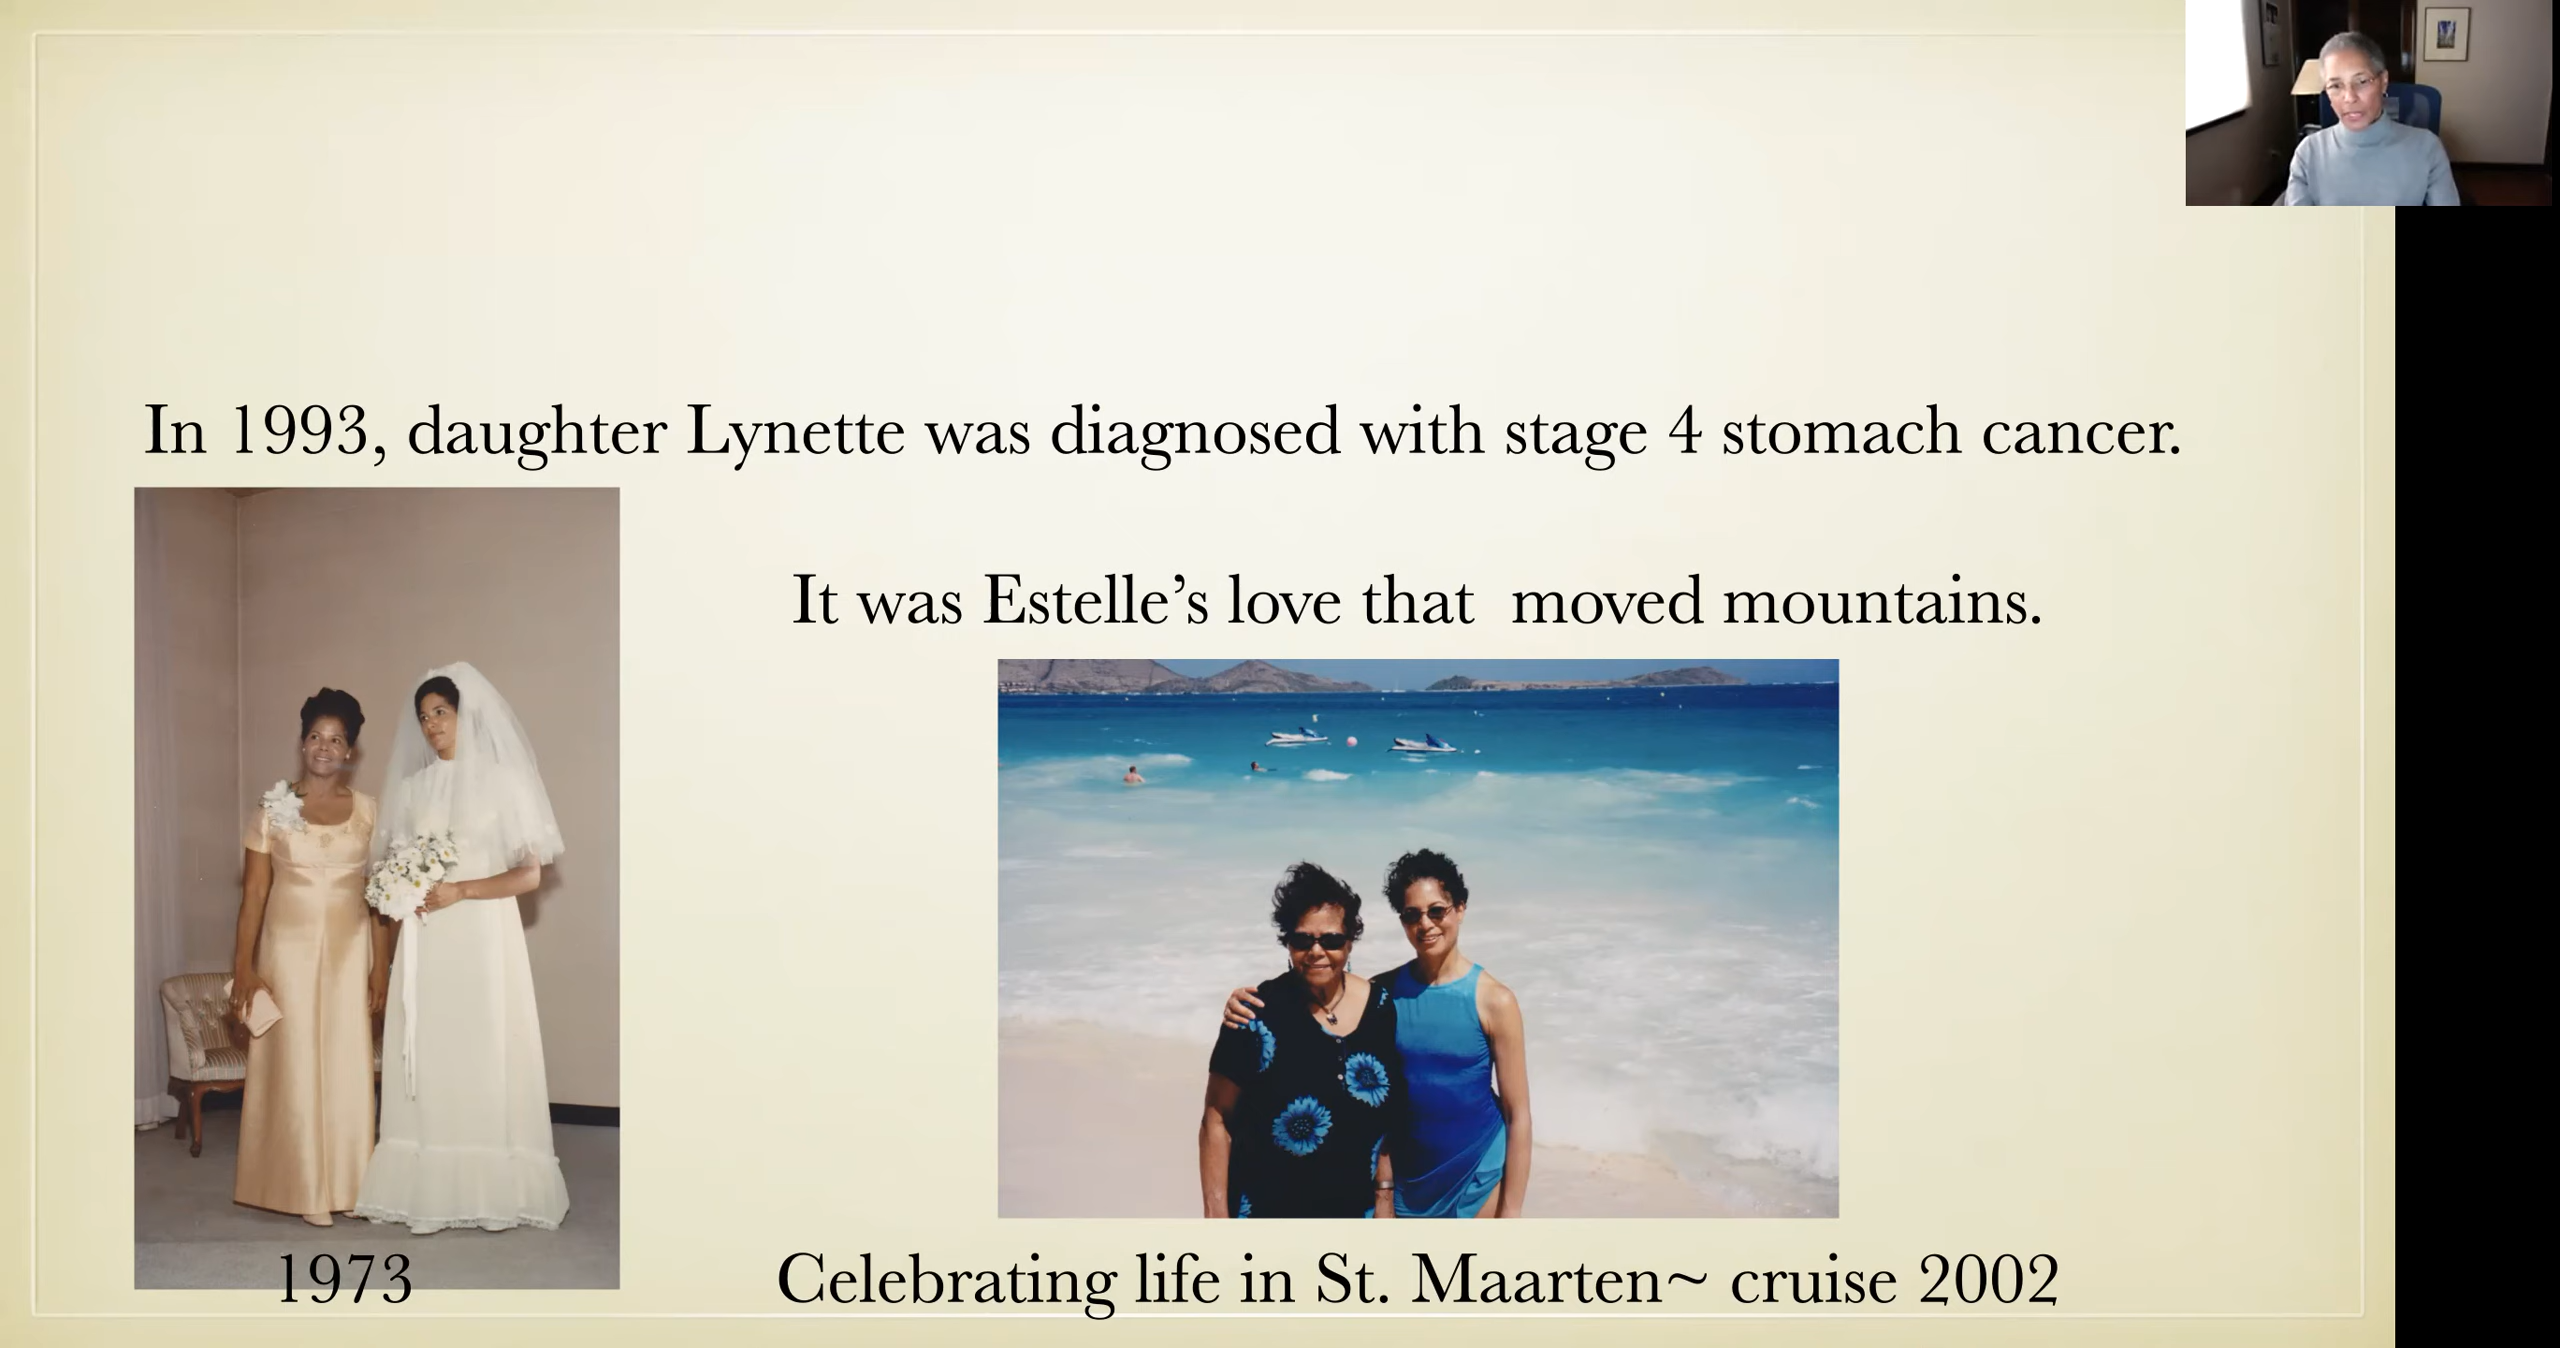 In 1993, daughter Lynette was diagnosed with stage 4 stomach cancer.
It was Estelle’s love that  moved mountains.
1973
Celebrating life in St. Maarten~ cruise 2002